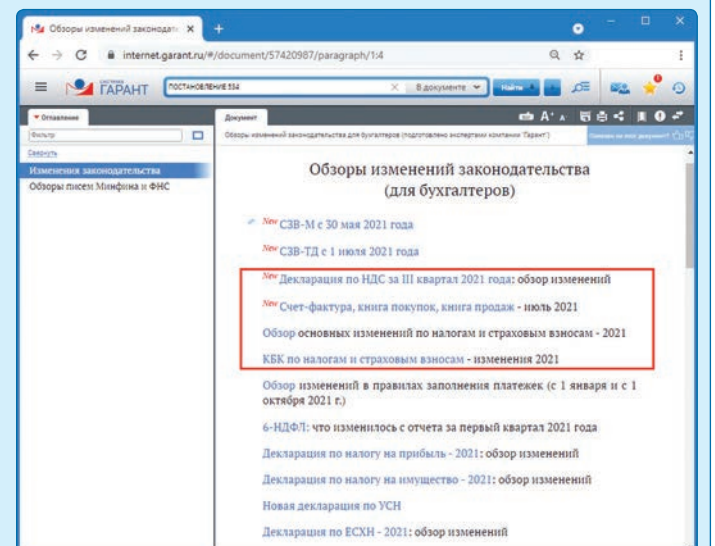 Обзоры изменений законодате
internet.garant.ru/#/document/57420987/paragraph/1:4
СИСТЕМА
ГАРАНТ
ПОСТАНОВЛЕНИЕ 534
В документе
Найти
Оглавление
Документ
Фильтр
Обзоры изменений законодательства для бухгалтеров (подготовлено экспертами компании "Гарант")
Свернуть
Изменения законодательства
Обзоры писем Минфина и ФНС
Обзоры изменений законодательства
(для бухгалтеров)
New СЗВ-М с 30 мая 2021 года
New СЗВ-ТД с 1 июля 2021 года
New Декларация по НДС за III квартал 2021 года: обзор изменений
New Счет-фактура, книга покупок, книга продаж - июль 2021
Обзор основных изменений по налогам и страховым взносам - 2021
КБК по налогам и страховым взносам - изменения 2021
Обзор изменений в правилах заполнения платежек (с 1 января и с 1
октября 2021 г.)
6-НДФЛ: что изменилось с отчета за первый квартал 2021 года
Декларация по налогу на прибыль - 2021: обзор изменений
Декларация по налогу на имущество - 2021: обзор изменений
Новая декларация по УСН
Декларация по ЕСХН - 2021: обзор изменений